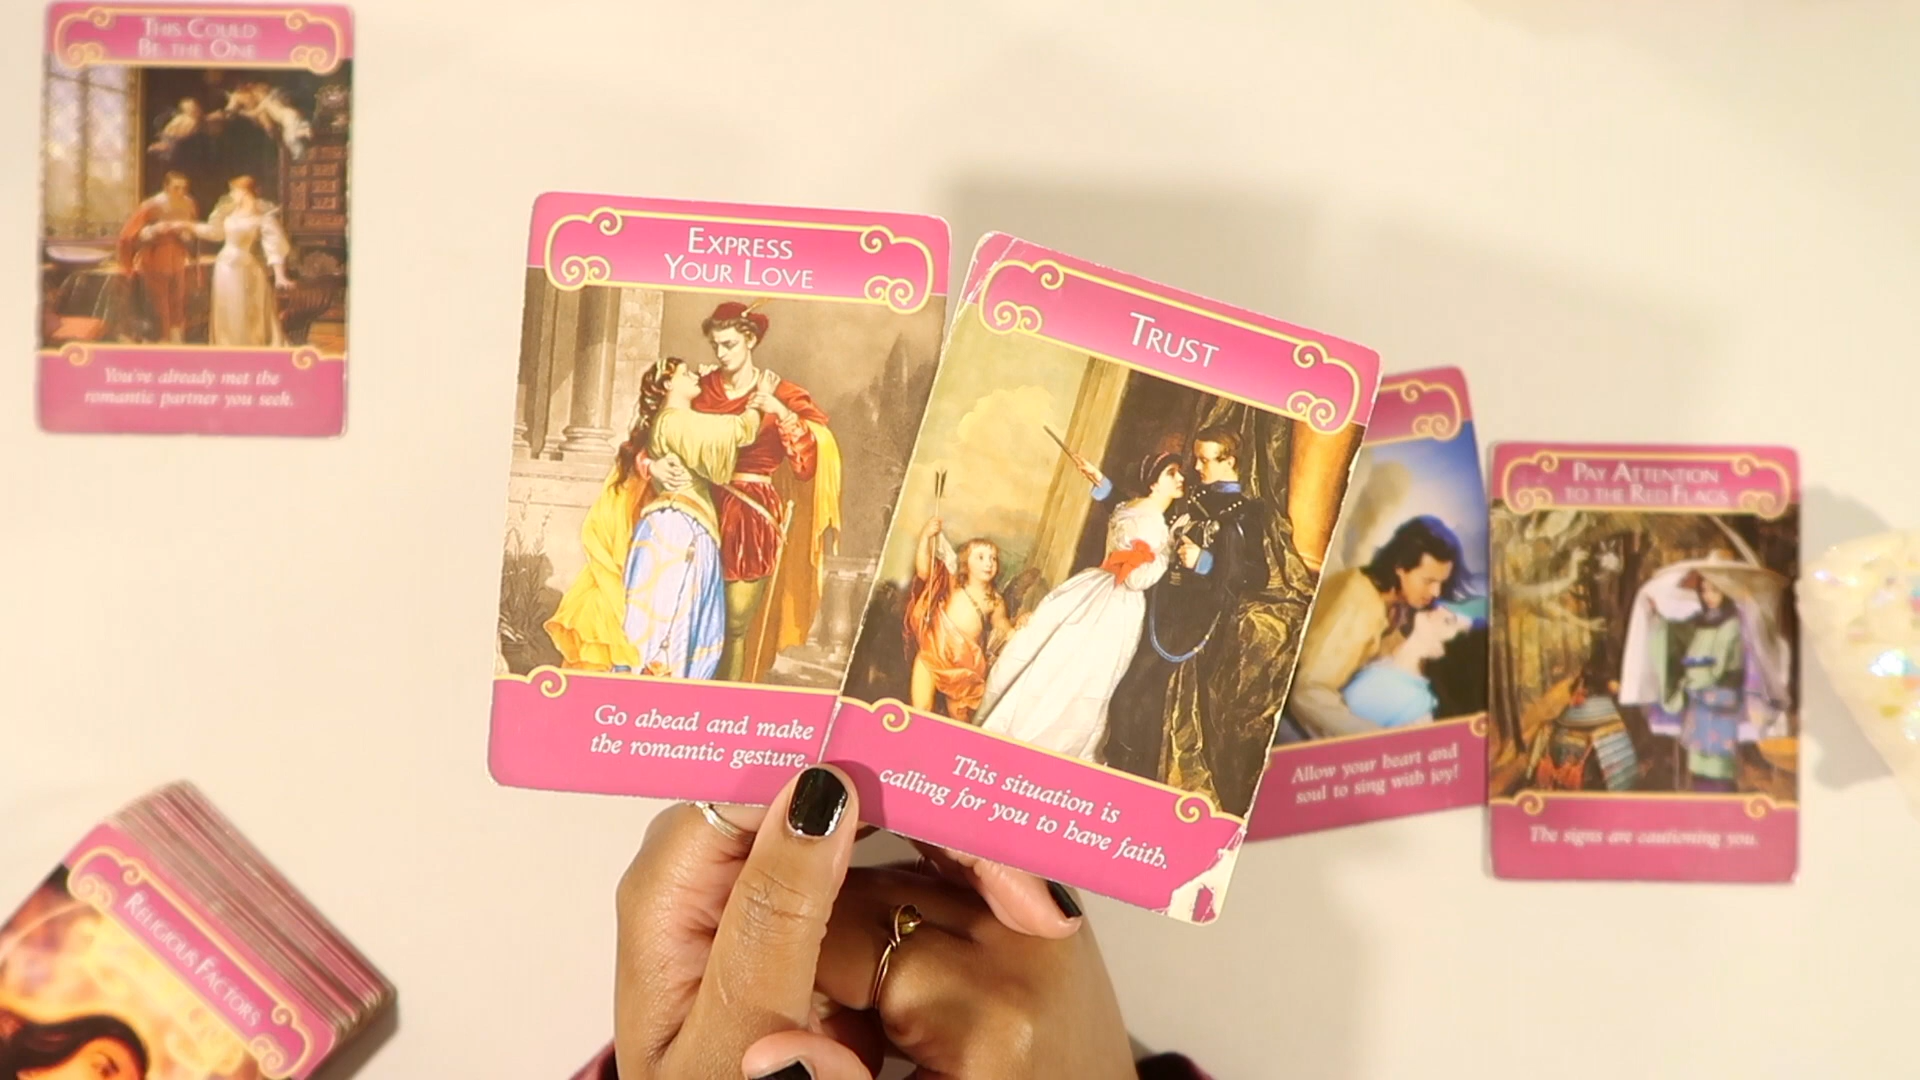 THIS COULD
BE THE ONE
You've already met the
romantic partner you seek.
EXPRESS
YOUR LOVE
Go ahead and make
the romantic gesture.
TRUST
This situation is
calling for you to have faith.
Allow your heart and
soul to sing with joy!
PAY ATTENTION
TO THE RED FLAGS
The signs are cautioning you.
RELIGIOUS FACTORS